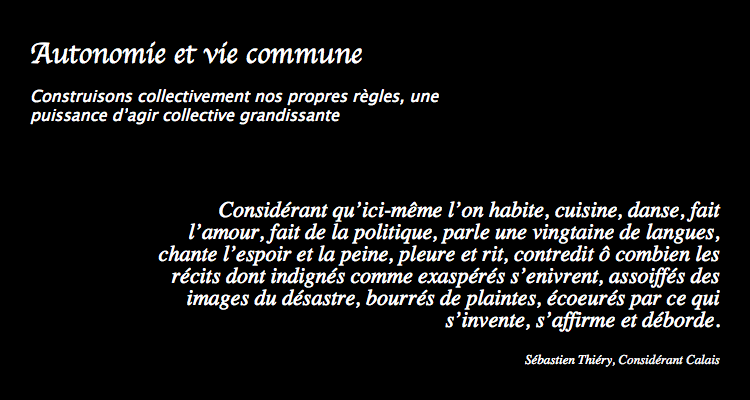 Autonomie et vie commune
Construisons collectivement nos propres règles, une
puissance d'agir collective grandissante
Considérant qu'ici-même l'on habite, cuisine, danse, fait
l'amour, fait de la politique, parle une vingtaine de langues,
chante l'espoir et la peine, pleure et rit, contredit ô combien les
récits dont indignés comme exaspérés s'enivrent, assoiffés des
images du désastre, bourrés de plaintes, écoeurés par ce qui
s'invente, s'affirme et déborde.
Sébastien Thiéry, Considérant Calais